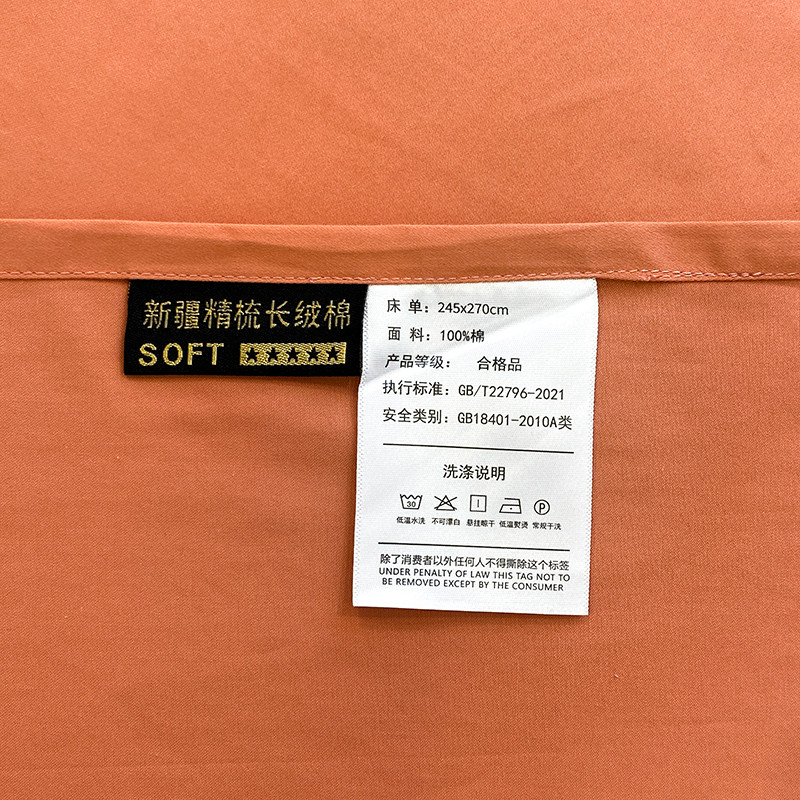 新疆精梳长绒棉
SOFT
床 单：245x270cm
面 料：100%棉
产品等级： 合格品
执行标准：GB/T22796-2021
安全类别：GB18401-2010A类
洗涤说明
30 P
低温水洗 不可漂白 悬挂晾干 低温熨烫 常规干洗
除了消费者以外任何人不得撕除这个标签
UNDER PENALTY OF LAW THIS TAG NOT TO
BE REMOVED EXCEPT BY THE CONSUMER